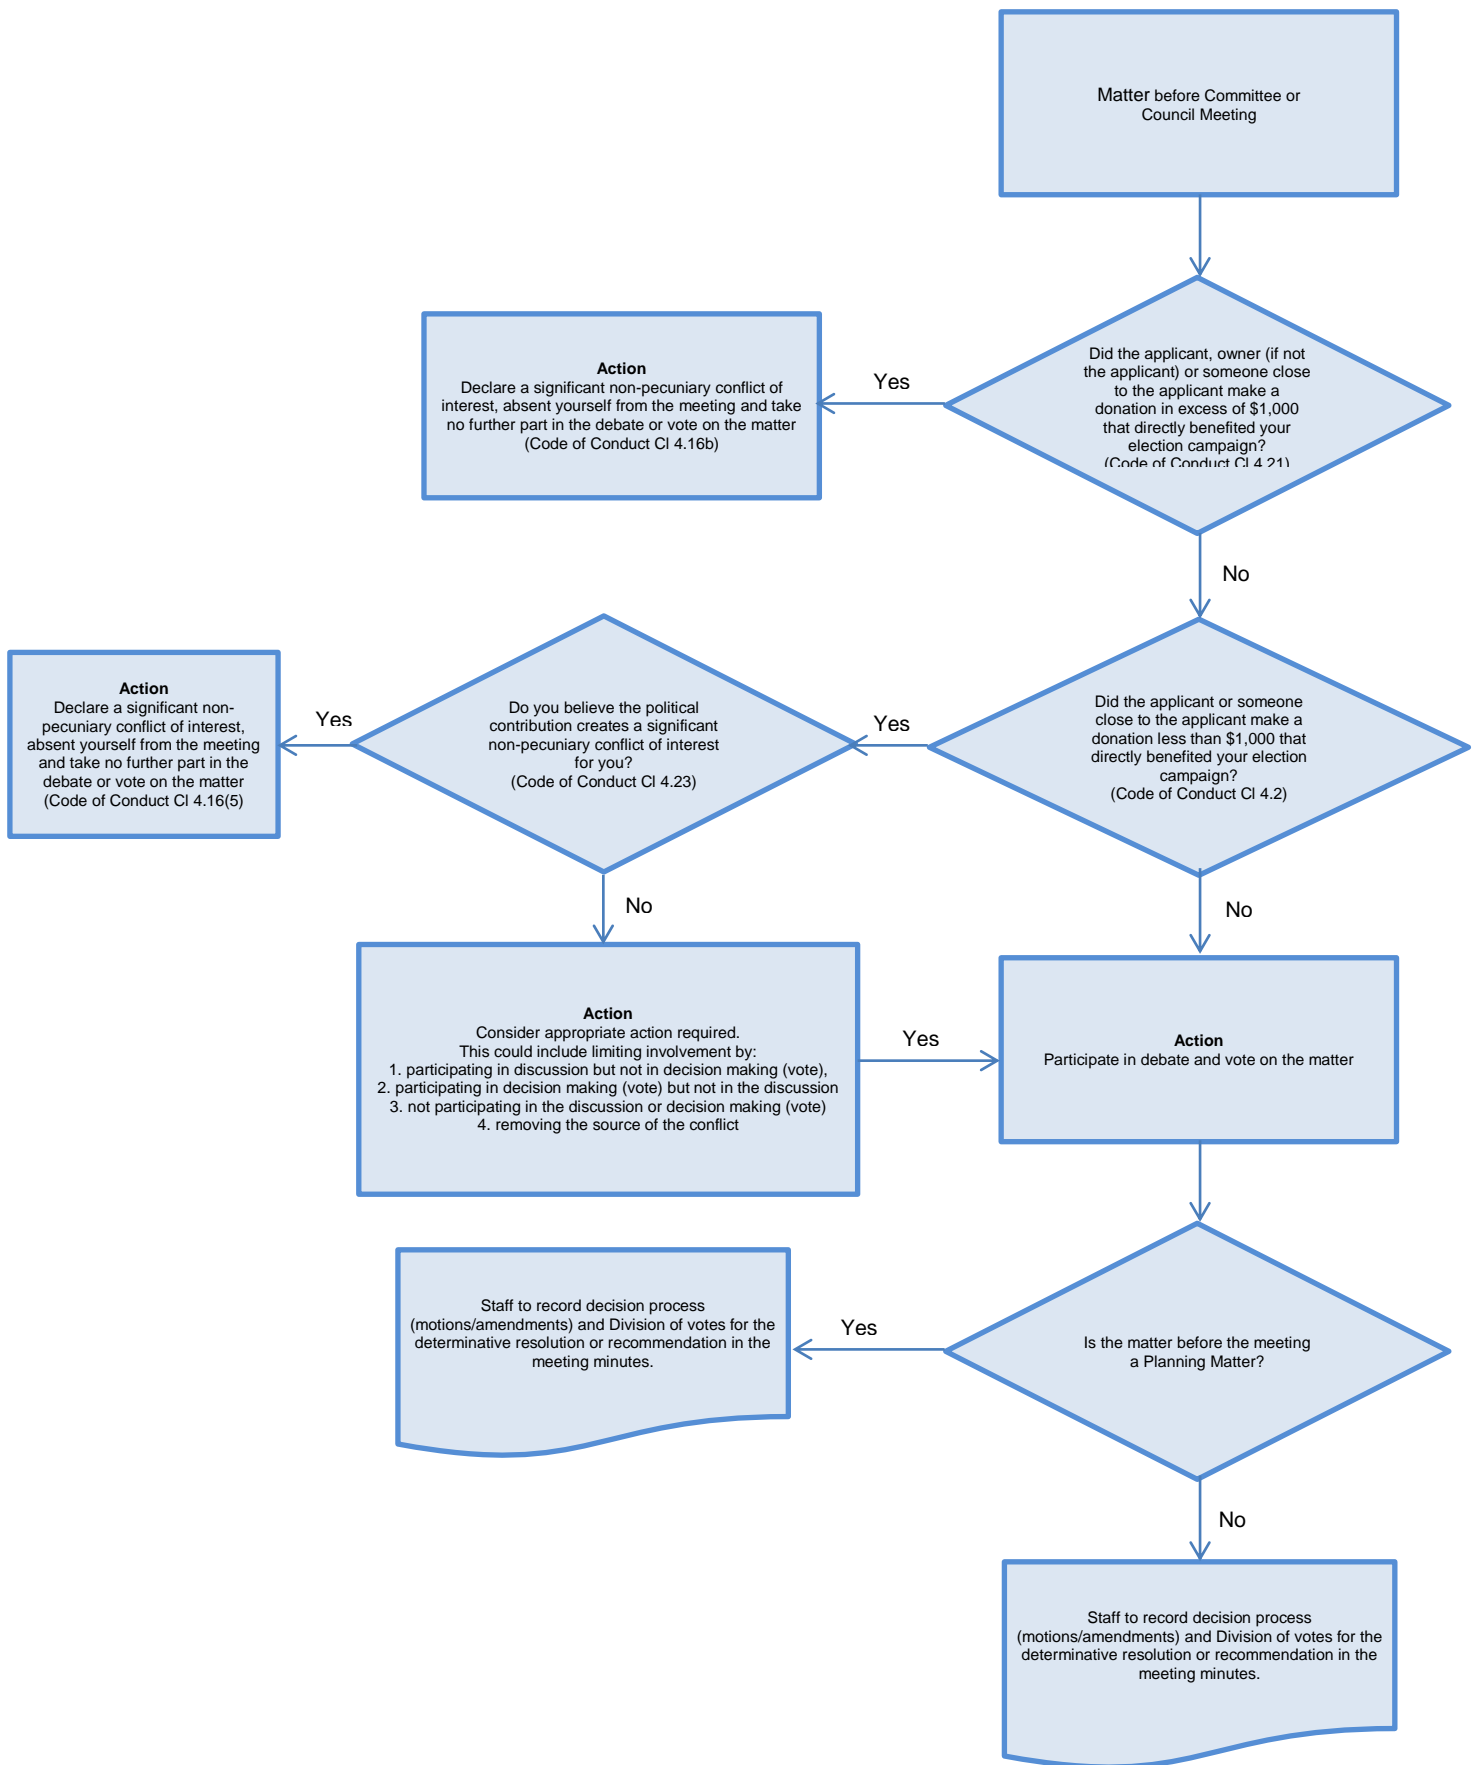 Matter before Committee or
Council Meeting
Did the applicant, owner (if not
the applicant) or someone close
to the applicant make a
donation in excess of $1,000
that directly benefited your
election campaign?
(Code of Conduct Cl 4.21)
Yes
Action
Declare a significant non-pecuniary conflict of
interest, absent yourself from the meeting and take
no further part in the debate or vote on the matter
(Code of Conduct Cl 4.16b)
No
Did the applicant or someone
close to the applicant make a
donation less than $1,000 that
directly benefited your election
campaign?
(Code of Conduct Cl 4.2)
Yes
Do you believe the political
contribution creates a significant
non-pecuniary conflict of interest
for you?
(Code of Conduct Cl 4.23)
Yes
Action
Declare a significant non-
pecuniary conflict of interest,
absent yourself from the meeting
and take no further part in the
debate or vote on the matter
(Code of Conduct Cl 4.16(5)
No
No
Action
Consider appropriate action required.
This could include limiting involvement by:
1. participating in discussion but not in decision making (vote),
2. participating in decision making (vote) but not in the discussion
3. not participating in the discussion or decision making (vote)
4. removing the source of the conflict
Yes
Action
Participate in debate and vote on the matter
Is the matter before the meeting
a Planning Matter?
Yes
Staff to record decision process
(motions/amendments) and Division of votes for the
determinative resolution or recommendation in the
meeting minutes.
No
Staff to record decision process
(motions/amendments) and Division of votes for the
determinative resolution or recommendation in the
meeting minutes.